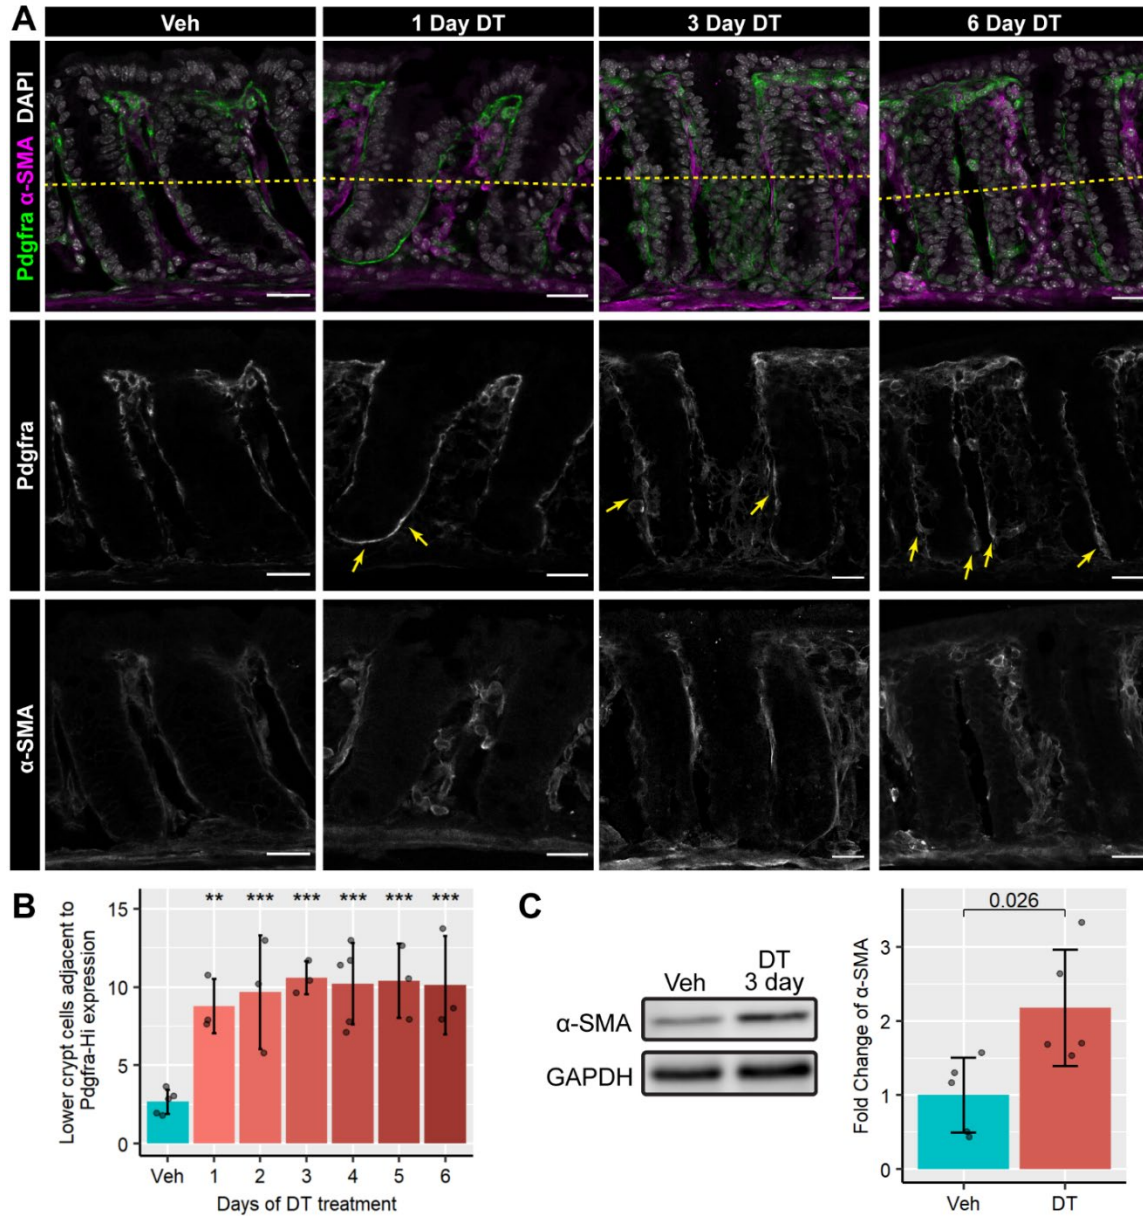 A
Veh
1 Day DT
3 Day DT
6 Day DT
Pdgfra α-SMA DAPI
Pdgfra
α-SMA
B
Lower crypt cells adjacent to
Pdgfra-Hi expression
15
10
5
0
** *** *** *** *** ***
Veh 1 2 3 4 5 6
Days of DT treatment
C
Veh
DT
3 day
α-SMA
GAPDH
Fold Change of α-SMA
3
2
1
0
0.026
Veh DT